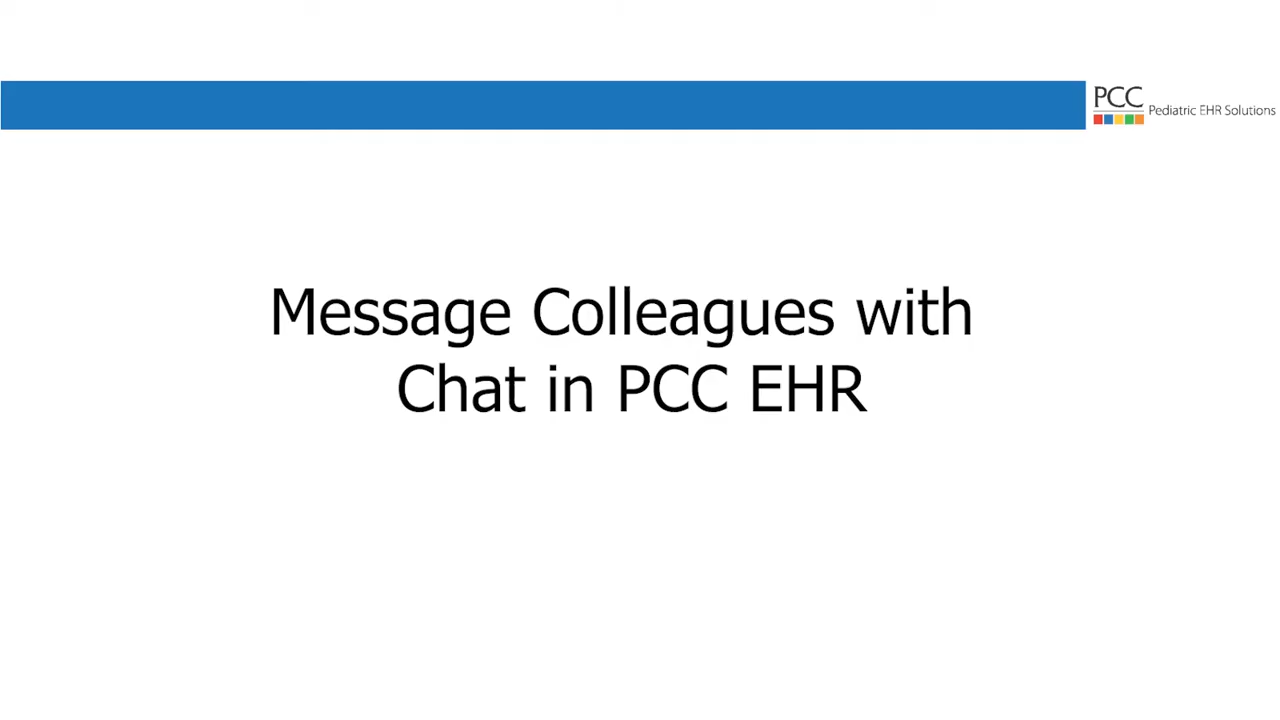 PCC
Pediatric EHR Solutions
Message Colleagues with
Chat in PCC EHR